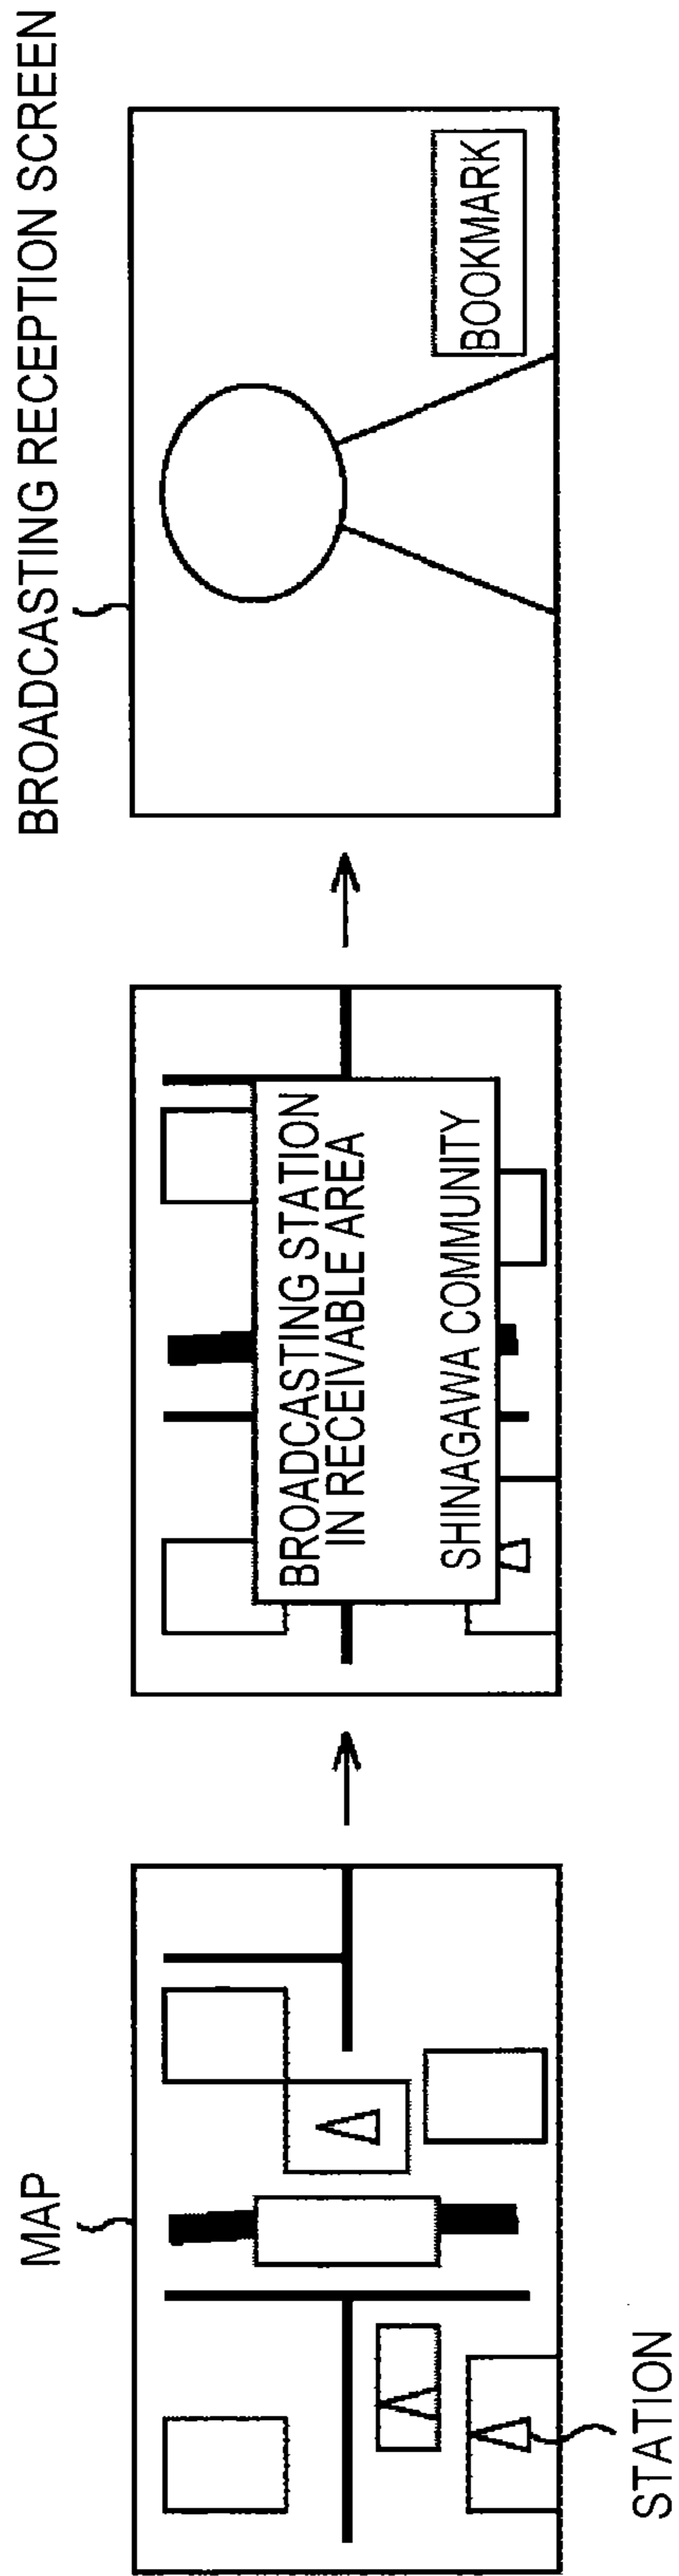 MAP
STATION
BROADCASTING STATION
IN RECEIVABLE AREA
SHINAGAWA COMMUNITY
BROADCASTING RECEPTION SCREEN
BOOKMARK